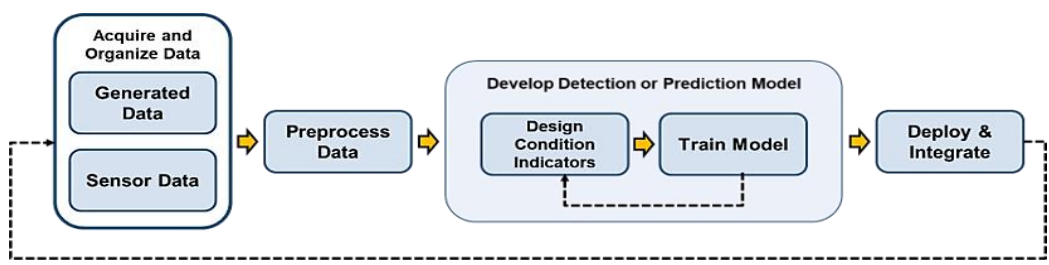 Acquire and
Organize Data
Generated
Data
Sensor Data
Preprocess
Data
Develop Detection or Prediction Model
Design
Condition
Indicators
Train Model
Deploy &
Integrate